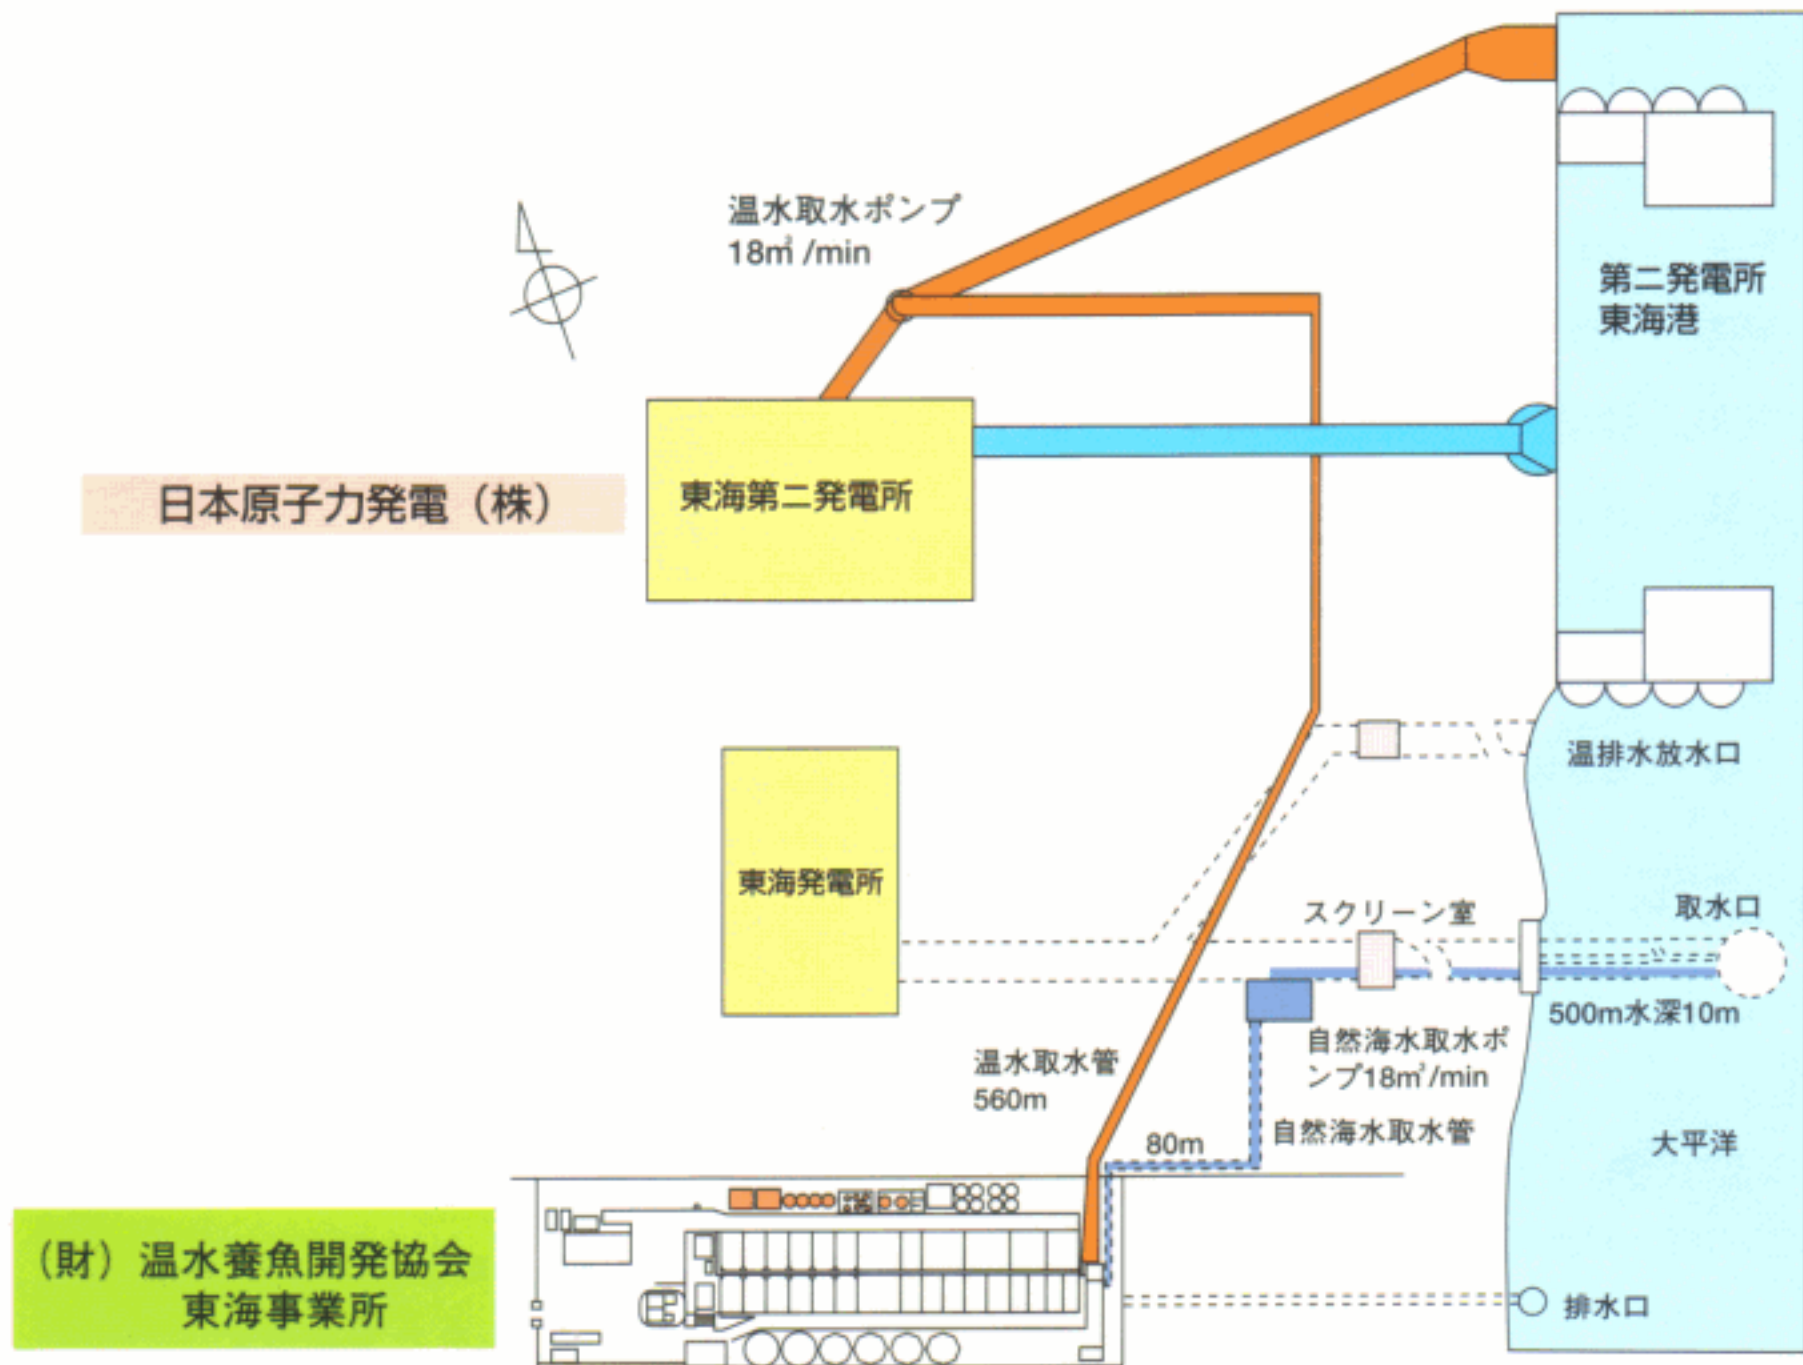 温水取水ポンプ
18㎥/min
第二発電所
東海港
日本原子力発電（株）
東海第二発電所
温排水放水口
東海発電所
スクリーン室
取水口
500m水深10m
自然海水取水ポ
ンプ18㎥/min
温水取水管
560m
自然海水取水管
80m
大平洋
（財）温水養魚開発協会
東海事業所
排水口